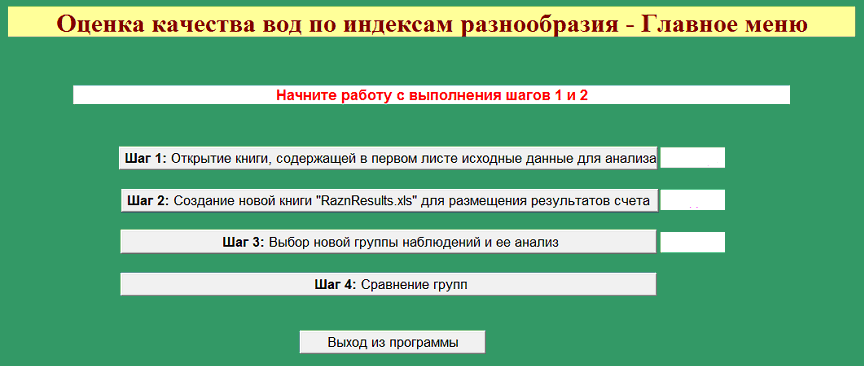 Оценка качества вод по индексам разнообразия - Главное меню
Начните работу с выполнения шагов 1 и 2
Шаг 1: Открытие книги, содержащей в первом листе исходные данные для анализа
Шаг 2: Создание новой книги "RaznResults.xls" для размещения результатов счета
Шаг 3: Выбор новой группы наблюдений и ее анализ
Шаг 4: Сравнение групп
Выход из программы